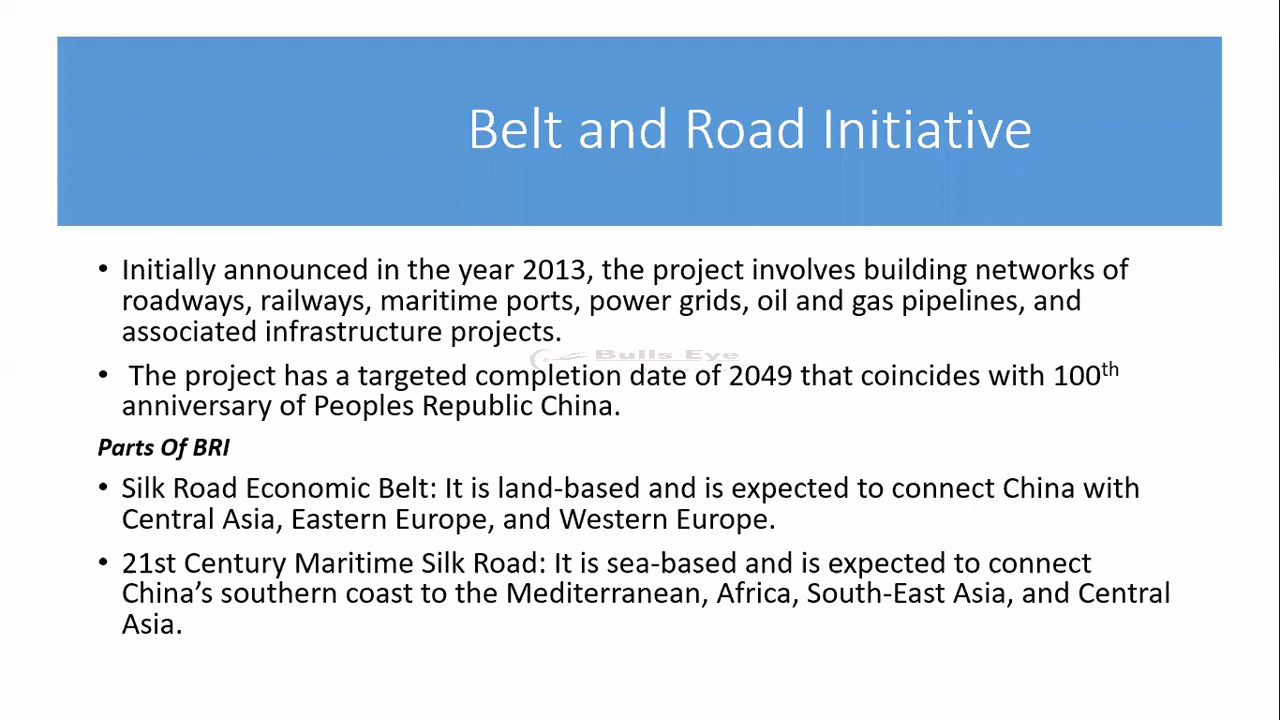 Belt and Road Initiative
• Initially announced in the year 2013, the project involves building networks of
roadways, railways, maritime ports, power grids, oil and gas pipelines, and
associated infrastructure projects.
Bulls Eye
• The project has a targeted completion date of 2049 that coincides with 100th
anniversary of Peoples Republic China.
Parts Of BRI
• Silk Road Economic Belt: It is land-based and is expected to connect China with
Central Asia, Eastern Europe, and Western Europe.
• 21st Century Maritime Silk Road: It is sea-based and is expected to connect
China’s southern coast to the Mediterranean, Africa, South-East Asia, and Central
Asia.